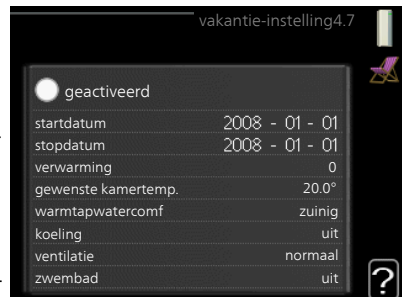 vakantie-instelling4.7
geactiveerd
startdatum 2008 - 01 - 01
stopdatum 2008 - 01 - 01
verwarming 0
gewenste kamertemp. 20.0°
warmtapwatercomf zuinig
koeling uit
ventilatie normaal
zwembad uit
?